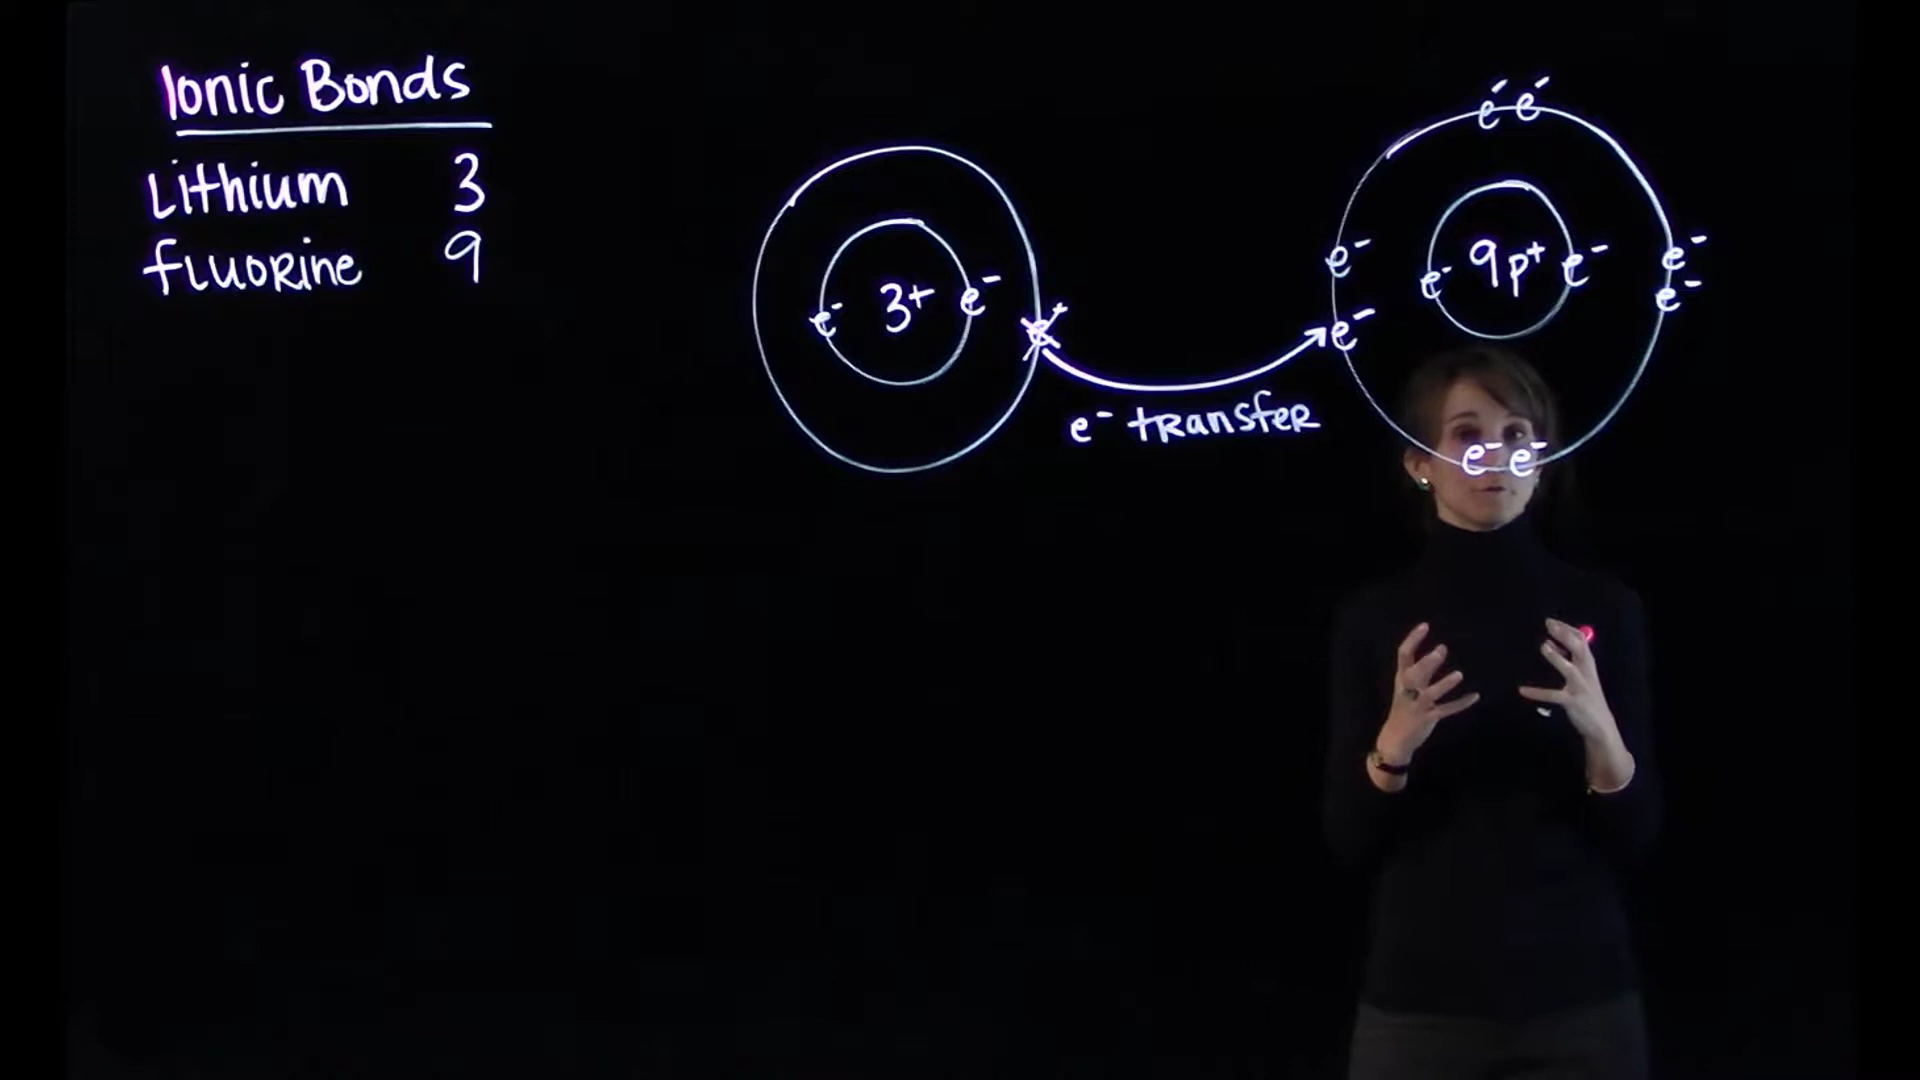 Ionic Bonds
Lithium 3
fluorine 9
e⁻ 3+ e⁻
e⁻
e⁻ transfer
e⁻ e⁻
e⁻
e⁻
e⁻ 9p⁺ e⁻
e⁻
e⁻
e⁻ e⁻